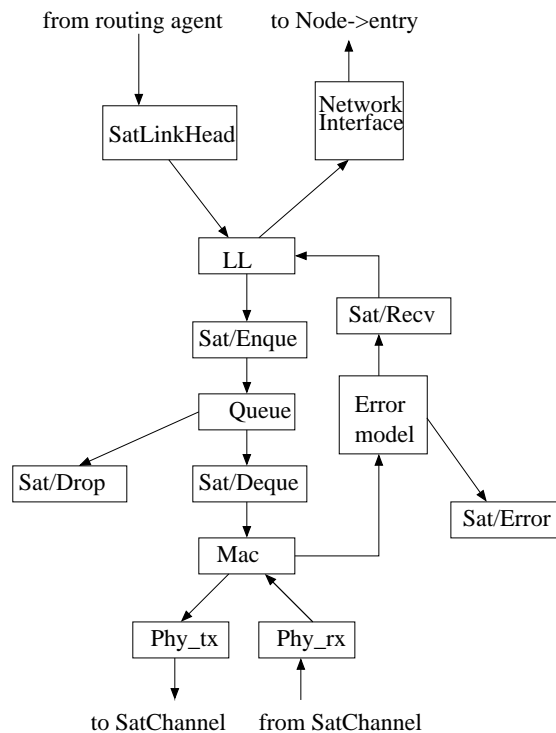 from routing agent
to Node->entry
SatLinkHead
Network
Interface
LL
Sat/Recv
Sat/Enque
Queue
Error
model
Sat/Drop
Sat/Deque
Sat/Error
Mac
Phy_tx
Phy_rx
to SatChannel
from SatChannel